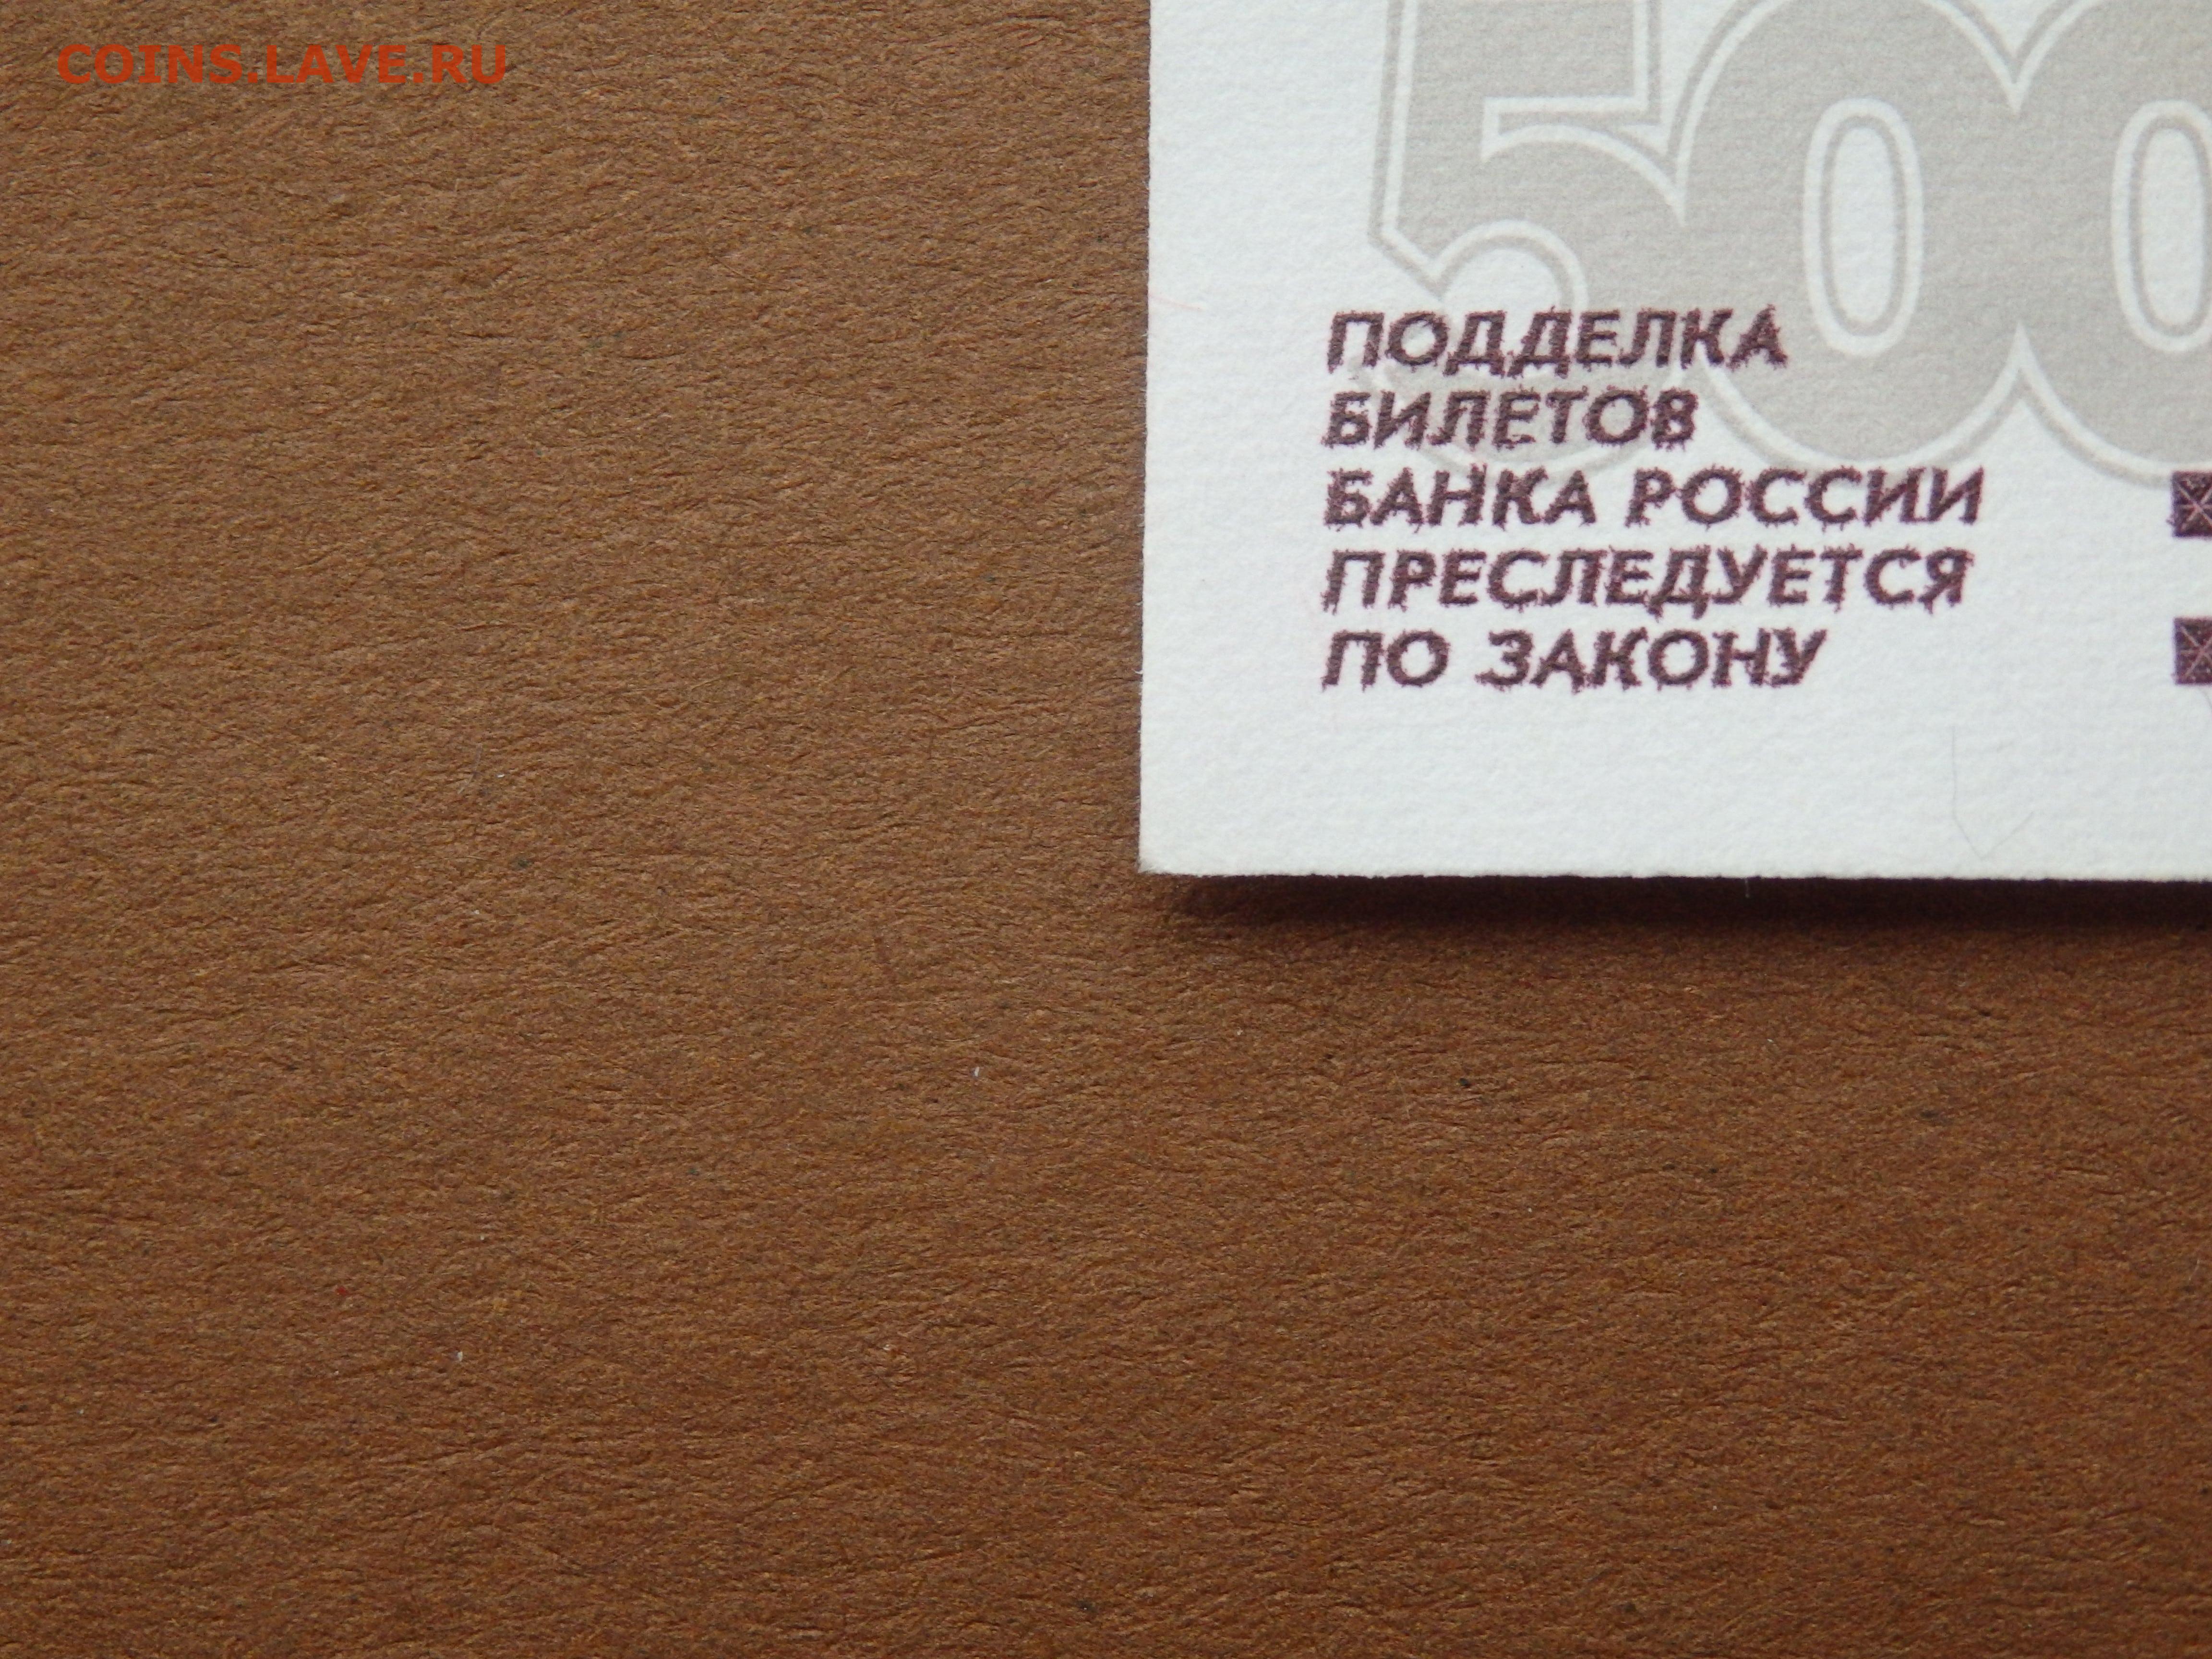 COINS.LAVE.RU
500
ПОДДЕЛКА
БИЛЕТОВ
БАНКА РОССИИ
ПРЕСЛЕДУЕТСЯ
ПО ЗАКОНУ